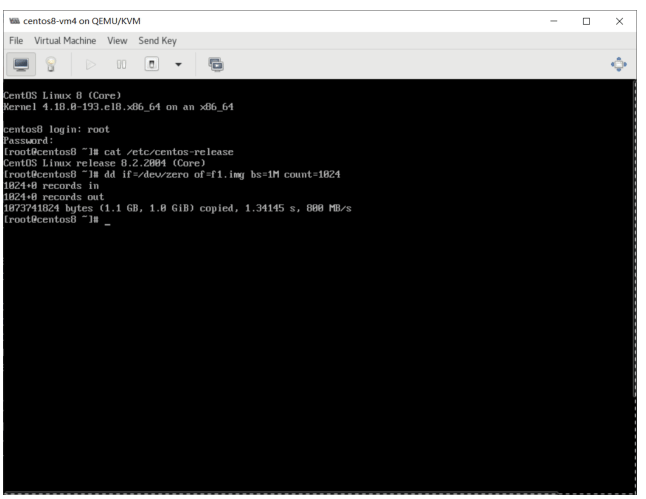 centos8-vm4 on QEMU/KVM
File Virtual Machine View Send Key
CentOS Linux 8 (Core)
Kernel 4.18.0-193.el8.x86_64 on an x86_64
centos8 login: root
Password:
[root@centos8 ~]# cat /etc/centos-release
CentOS Linux release 8.2.2004 (Core)
[root@centos8 ~]# dd if=/dev/zero of=f1.img bs=1M count=1024
1024+0 records in
1024+0 records out
1073741824 bytes (1.1 GB, 1.0 GiB) copied, 1.34145 s, 800 MB/s
[root@centos8 ~]# _